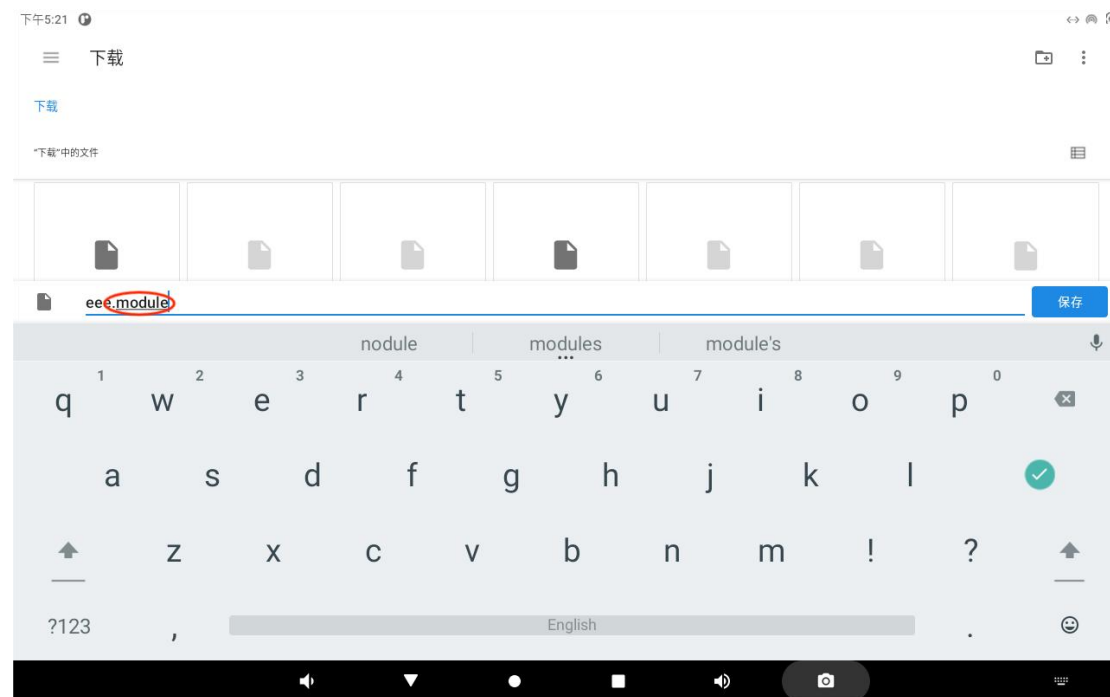 下午5:21
下载
下载
“下载”中的文件
eee.module
保存
nodule modules module's
1 2 3 4 5 6 7 8 9 0
q w e r t y u i o p
a s d f g h j k l
z x c v b n m ! ?
?123 , English .